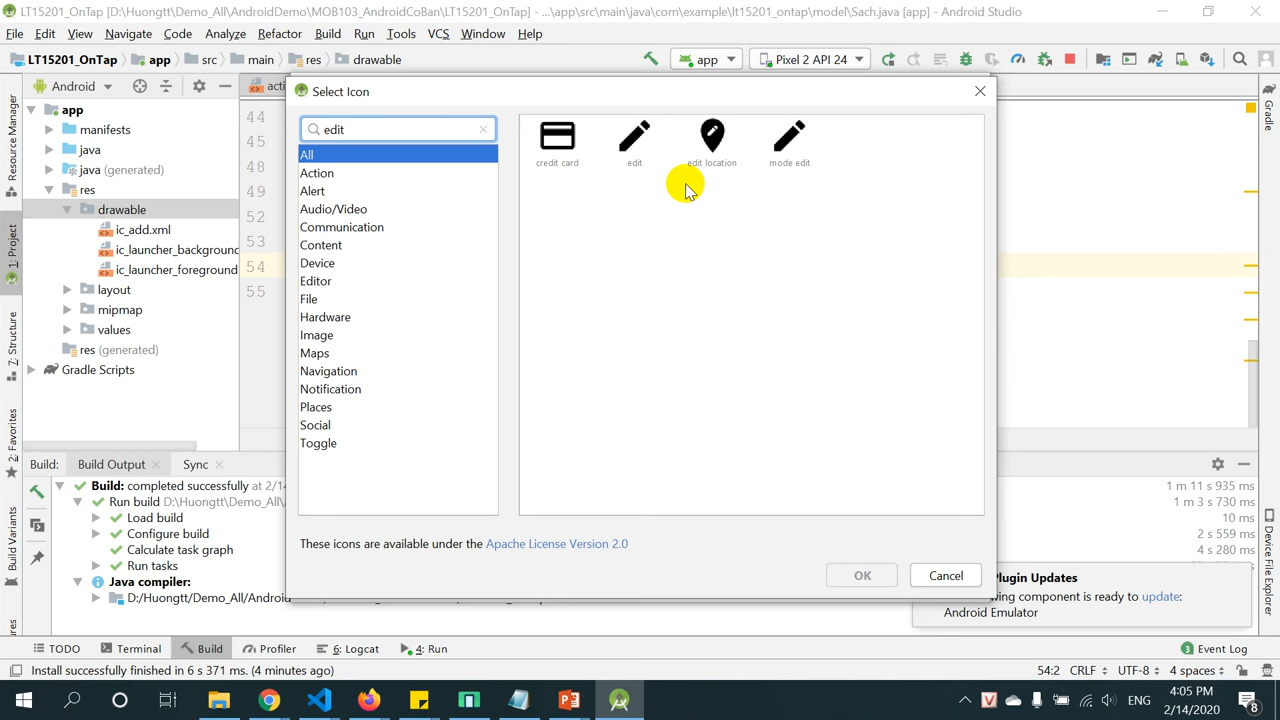 LT15201_OnTap [D:\Huongtt\Demo_All\AndroidDemo\MOB103_AndroidCoBan\LT15201_OnTap] - ...\app\src\main\java\com\example\lt15201_ontap\model\Sach.java [app] - Android Studio
File Edit View Navigate Code Analyze Refactor Build Run Tools VCS Window Help
LT15201_OnTap app src main res drawable app Pixel 2 API 24
Android
Select Icon
app
manifests
java
java (generated)
res
drawable
ic_add.xml
ic_launcher_background
ic_launcher_foreground
layout
mipmap
values
res (generated)
Gradle Scripts
Resource Manager
1: Project
7: Structure
2: Favorites
Build Variants
44
45
48
49
52
53
54
55
edit
All
Action
Alert
Audio/Video
Communication
Content
Device
Editor
File
Hardware
Image
Maps
Navigation
Notification
Places
Social
Toggle
credit card edit edit location mode edit
These icons are available under the Apache License Version 2.0
OK Cancel
Gradle
Device File Explorer
Build: Build Output Sync
Build: completed successfully at 2/14
Run build D:\Huongtt\Demo_All/
Load build
Configure build
Calculate task graph
Run tasks
Java compiler:
D:/Huongtt/Demo_All/Android
1 m 11 s 935 ms
1 m 3 s 730 ms
10 ms
2 s 559 ms
4 s 280 ms
Plugin Updates
component is ready to update:
Android Emulator
TODO Terminal Build Profiler 6: Logcat 4: Run 3 Event Log
Install successfully finished in 6 s 371 ms. (4 minutes ago) 54:2 CRLF UTF-8 4 spaces
ENG 4:05 PM
2/14/2020
8